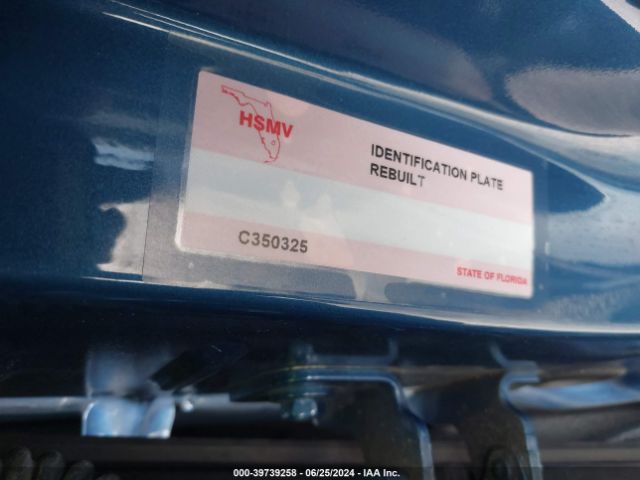 HSMV
IDENTIFICATION PLATE
REBUILT
C350325
STATE OF FLORIDA
000-39739258 - 06/25/2024 - IAA Inc.